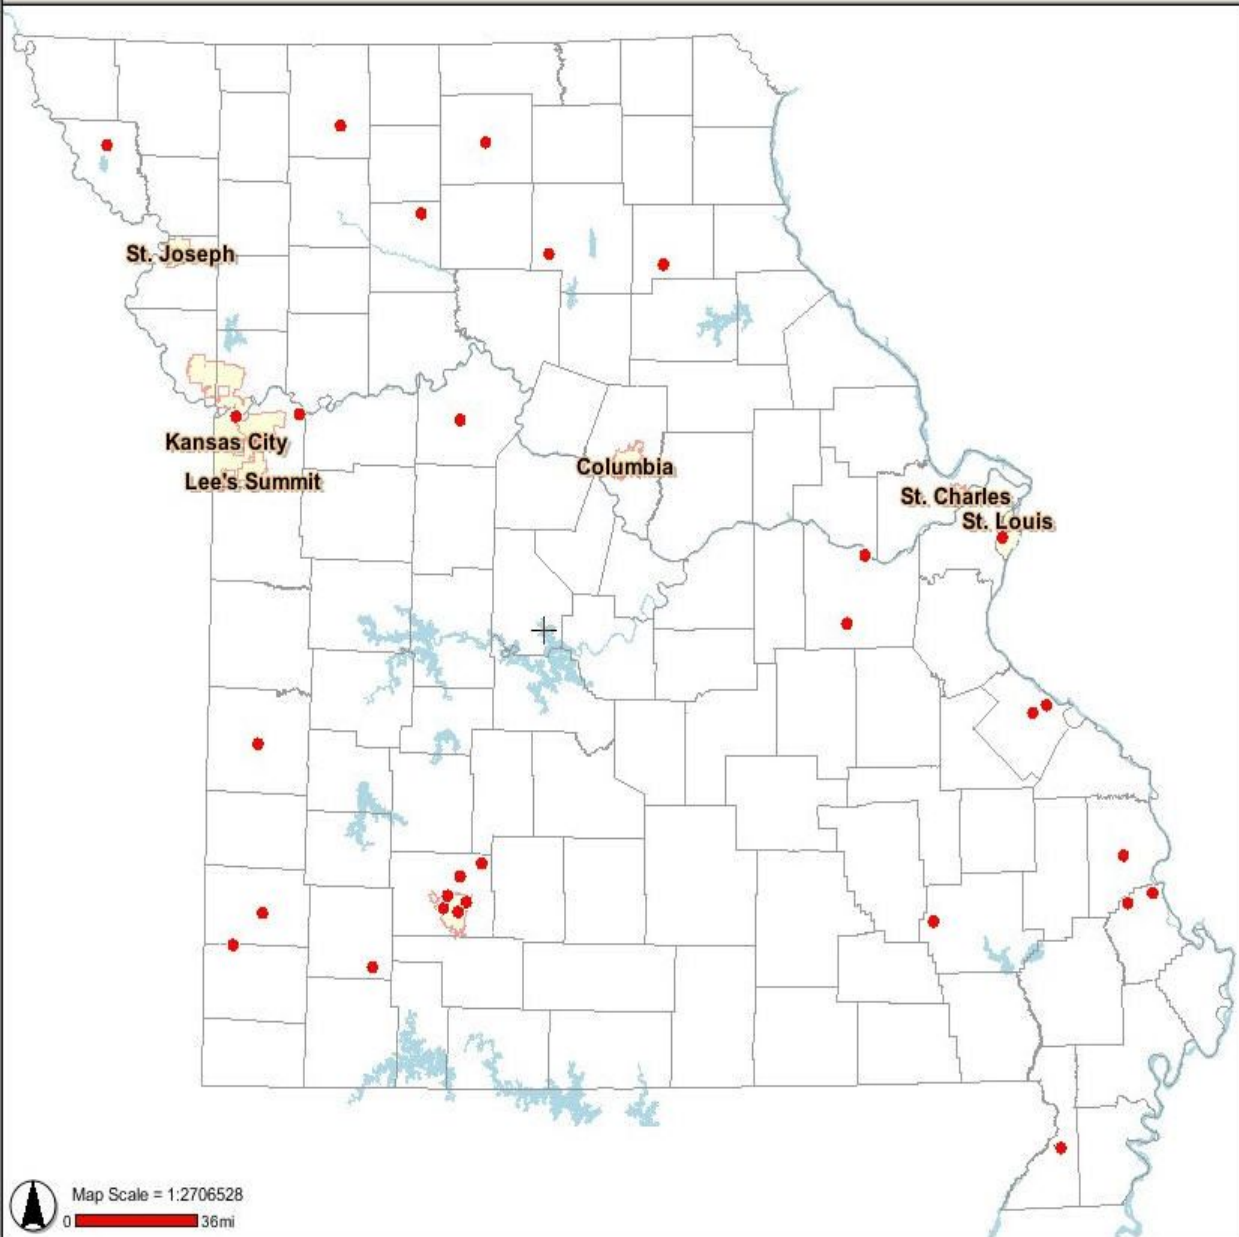 St. Joseph
Kansas City
Lee's Summit
Columbia
St. Charles
St. Louis
Map Scale = 1:2706528
0 36mi